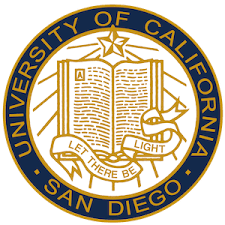 · UNIVERSITY OF CALIFORNIA ·
SAN DIEGO
A
LET THERE BE
LIGHT